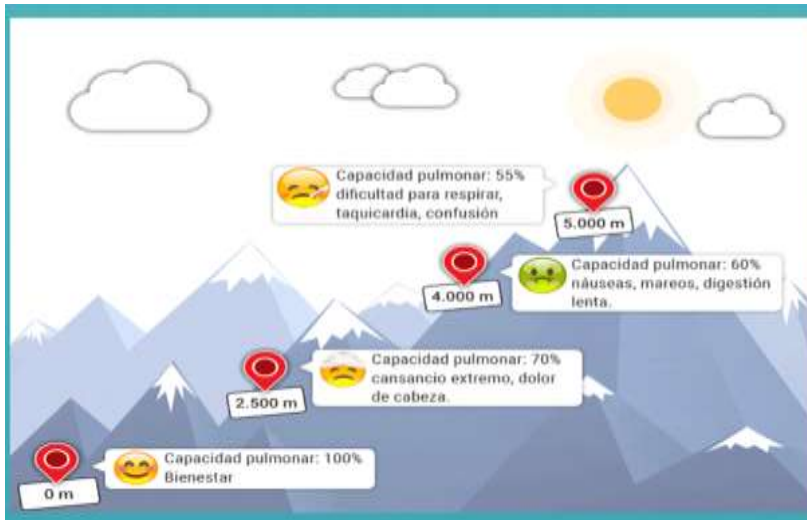 Capacidad pulmonar: 55%
dificultad para respirar,
taquicardia, confusión
5.000 m
Capacidad pulmonar: 60%
náuseas, mareos, digestión
lenta.
4.000 m
Capacidad pulmonar: 70%
cansancio extremo, dolor
de cabeza.
2.500 m
Capacidad pulmonar: 100%
Bienestar
0 m